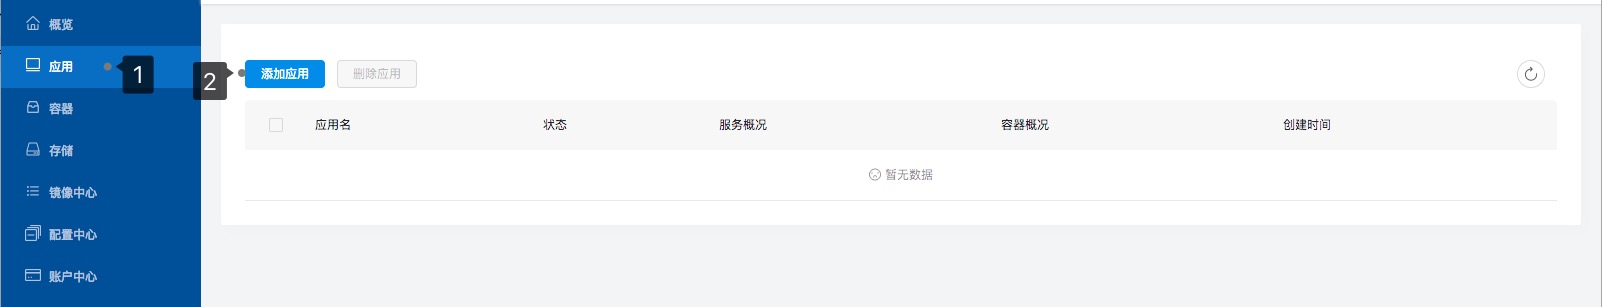 概览
应用
1
容器
存储
镜像中心
配置中心
账户中心
2
添加应用 删除应用
应用名 状态 服务概况 容器概况 创建时间
暂无数据